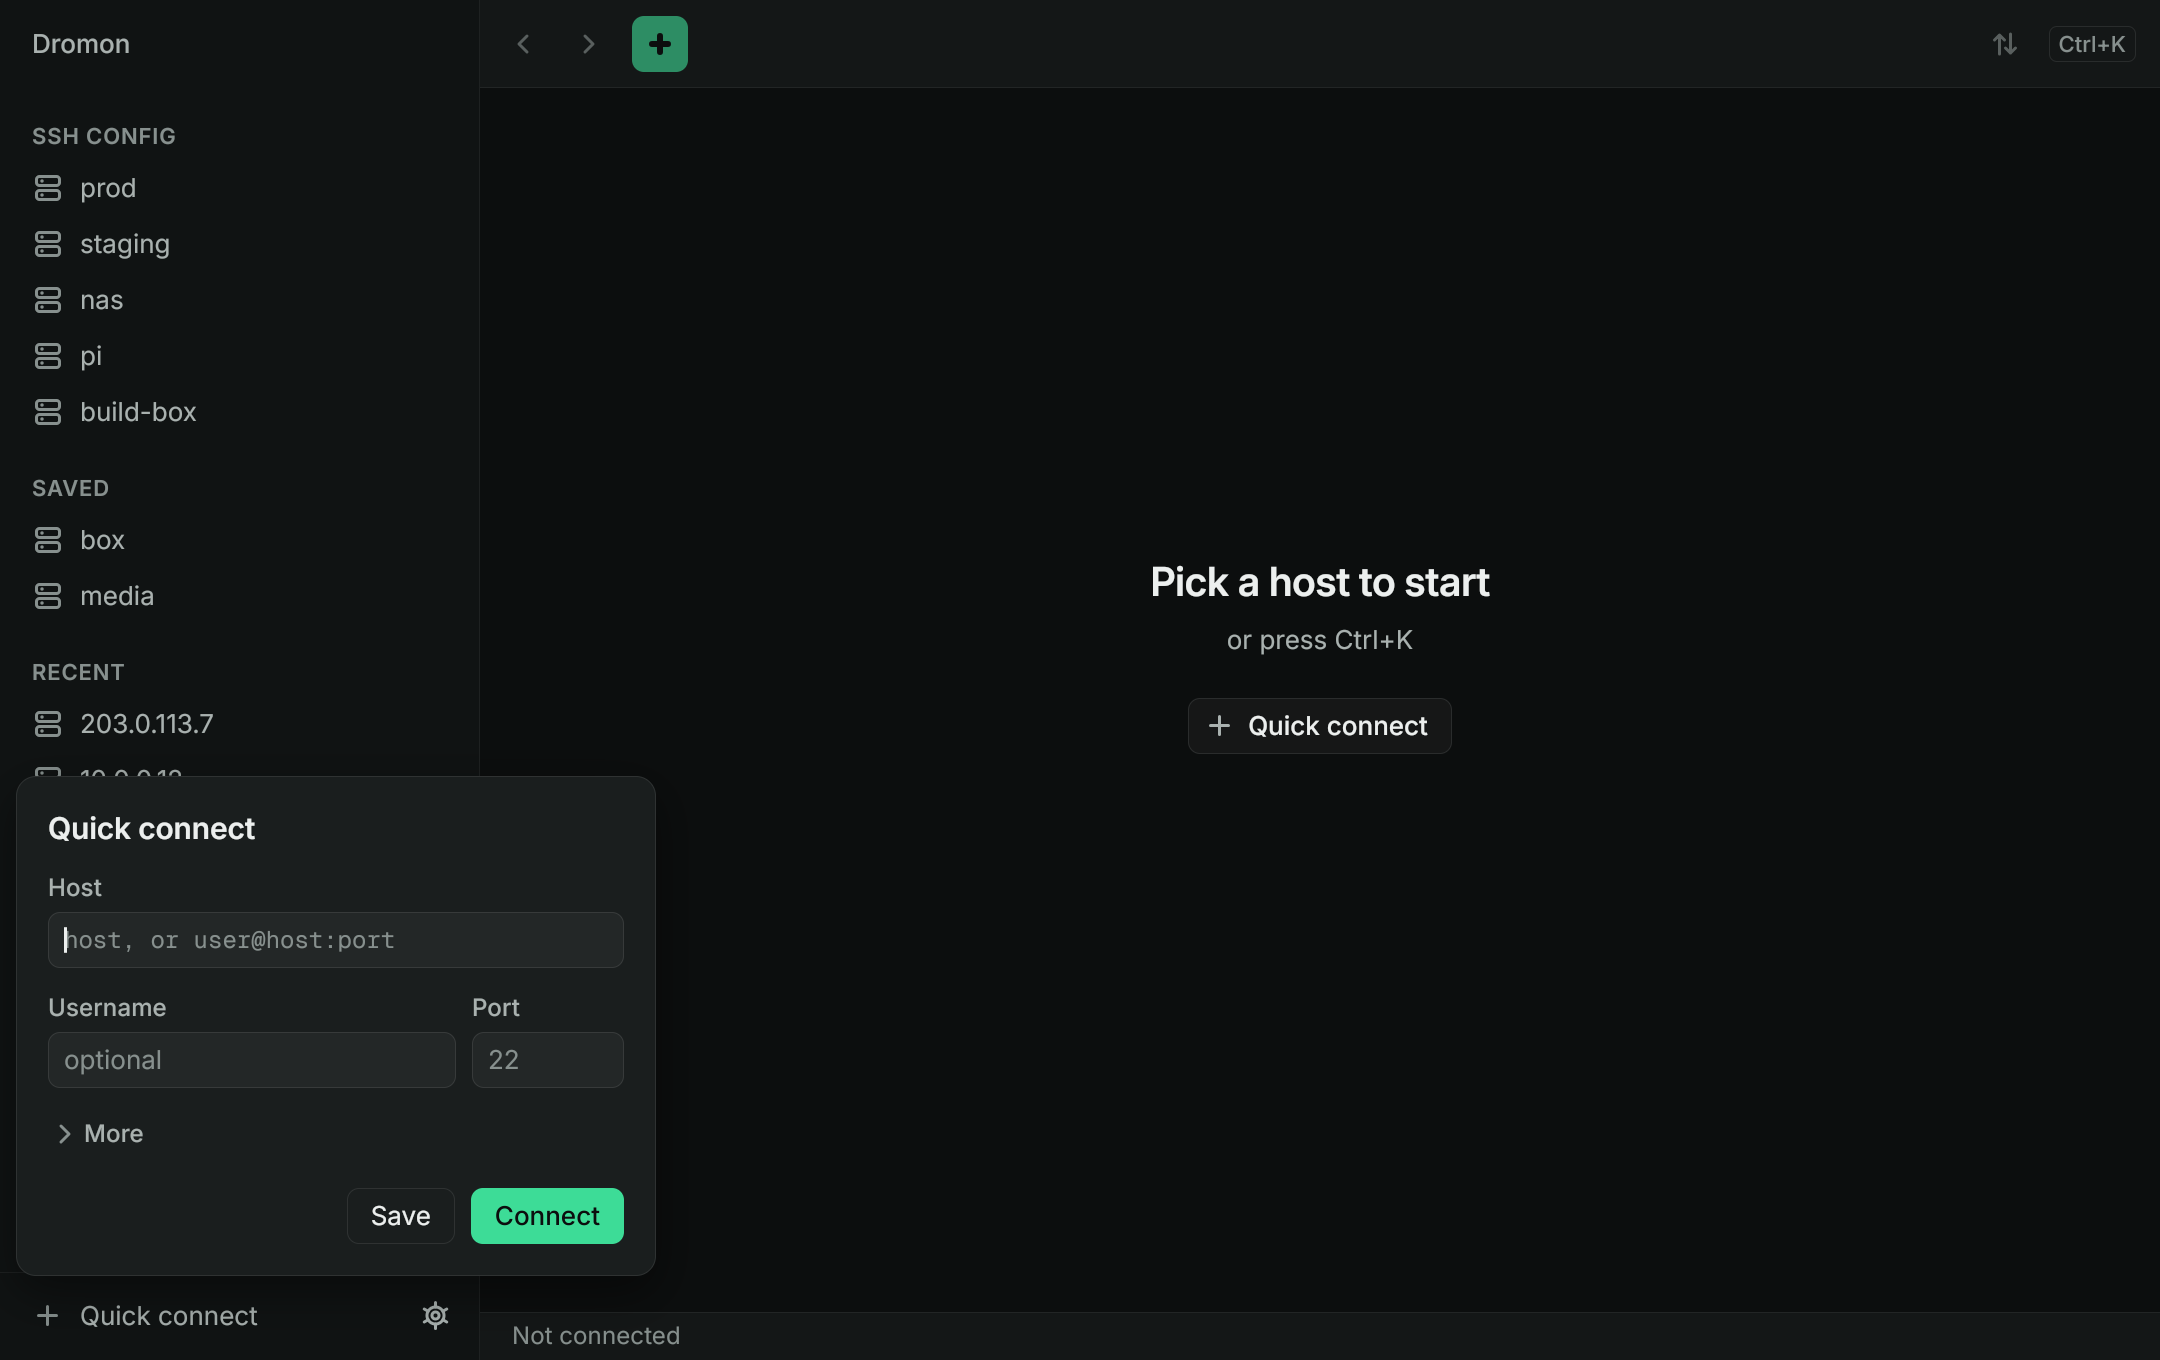 Dromon
Ctrl+K
SSH CONFIG
prod
staging
nas
pi
build-box
SAVED
box
media
RECENT
203.0.113.7
Pick a host to start
or press Ctrl+K
Quick connect
Quick connect
Host
host, or user@host:port
Username
Port
optional
22
More
Save
Connect
Quick connect
Not connected